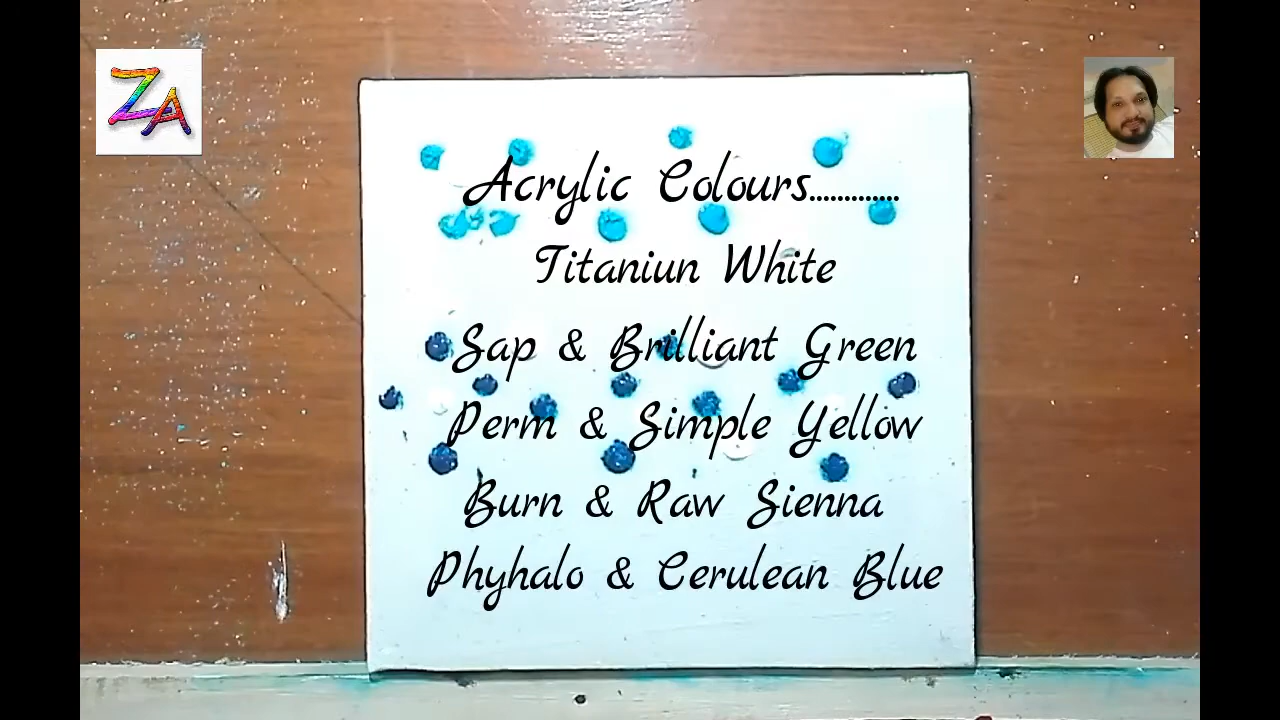 ZA
Acrylic Colours............
Titaniun White
Sap & Brilliant Green
Perm & Simple Yellow
Burn & Raw Sienna
Phyhalo & Cerulean Blue